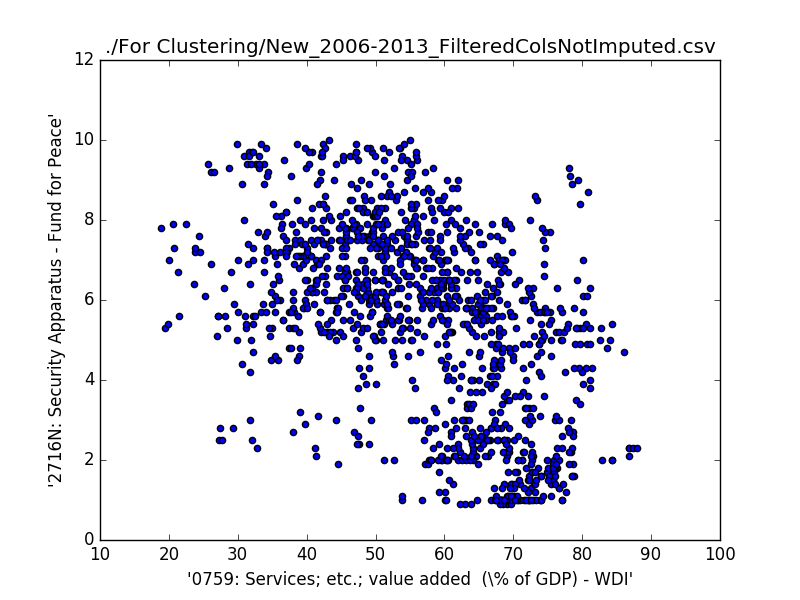 ./For Clustering/New_2006-2013_FilteredColsNotImputed.csv
12
10
8
6
4
2
0
'2716N: Security Apparatus - Fund for Peace'
10 20 30 40 50 60 70 80 90 100
'0759: Services; etc.; value added  (\% of GDP) - WDI'